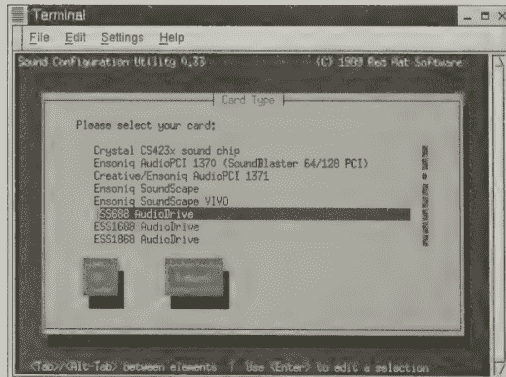 Terminal
File Edit Settings Help
Sound Configuration Utility 0.33 (C) 1999 Red Hat Software
Card Type
Please select your card:
Crystal CS423x sound chip
Ensoniq AudioPCI 1370 (SoundBlaster 64/128 PCI)
Creative/Ensoniq AudioPCI 1371
Ensoniq SoundScape
Ensoniq SoundScape VIVO
ESS688 AudioDrive
ESS1688 AudioDrive
ESS1868 AudioDrive
<Tab>/<Alt-Tab> between elements | Use <Enter> to edit a selection